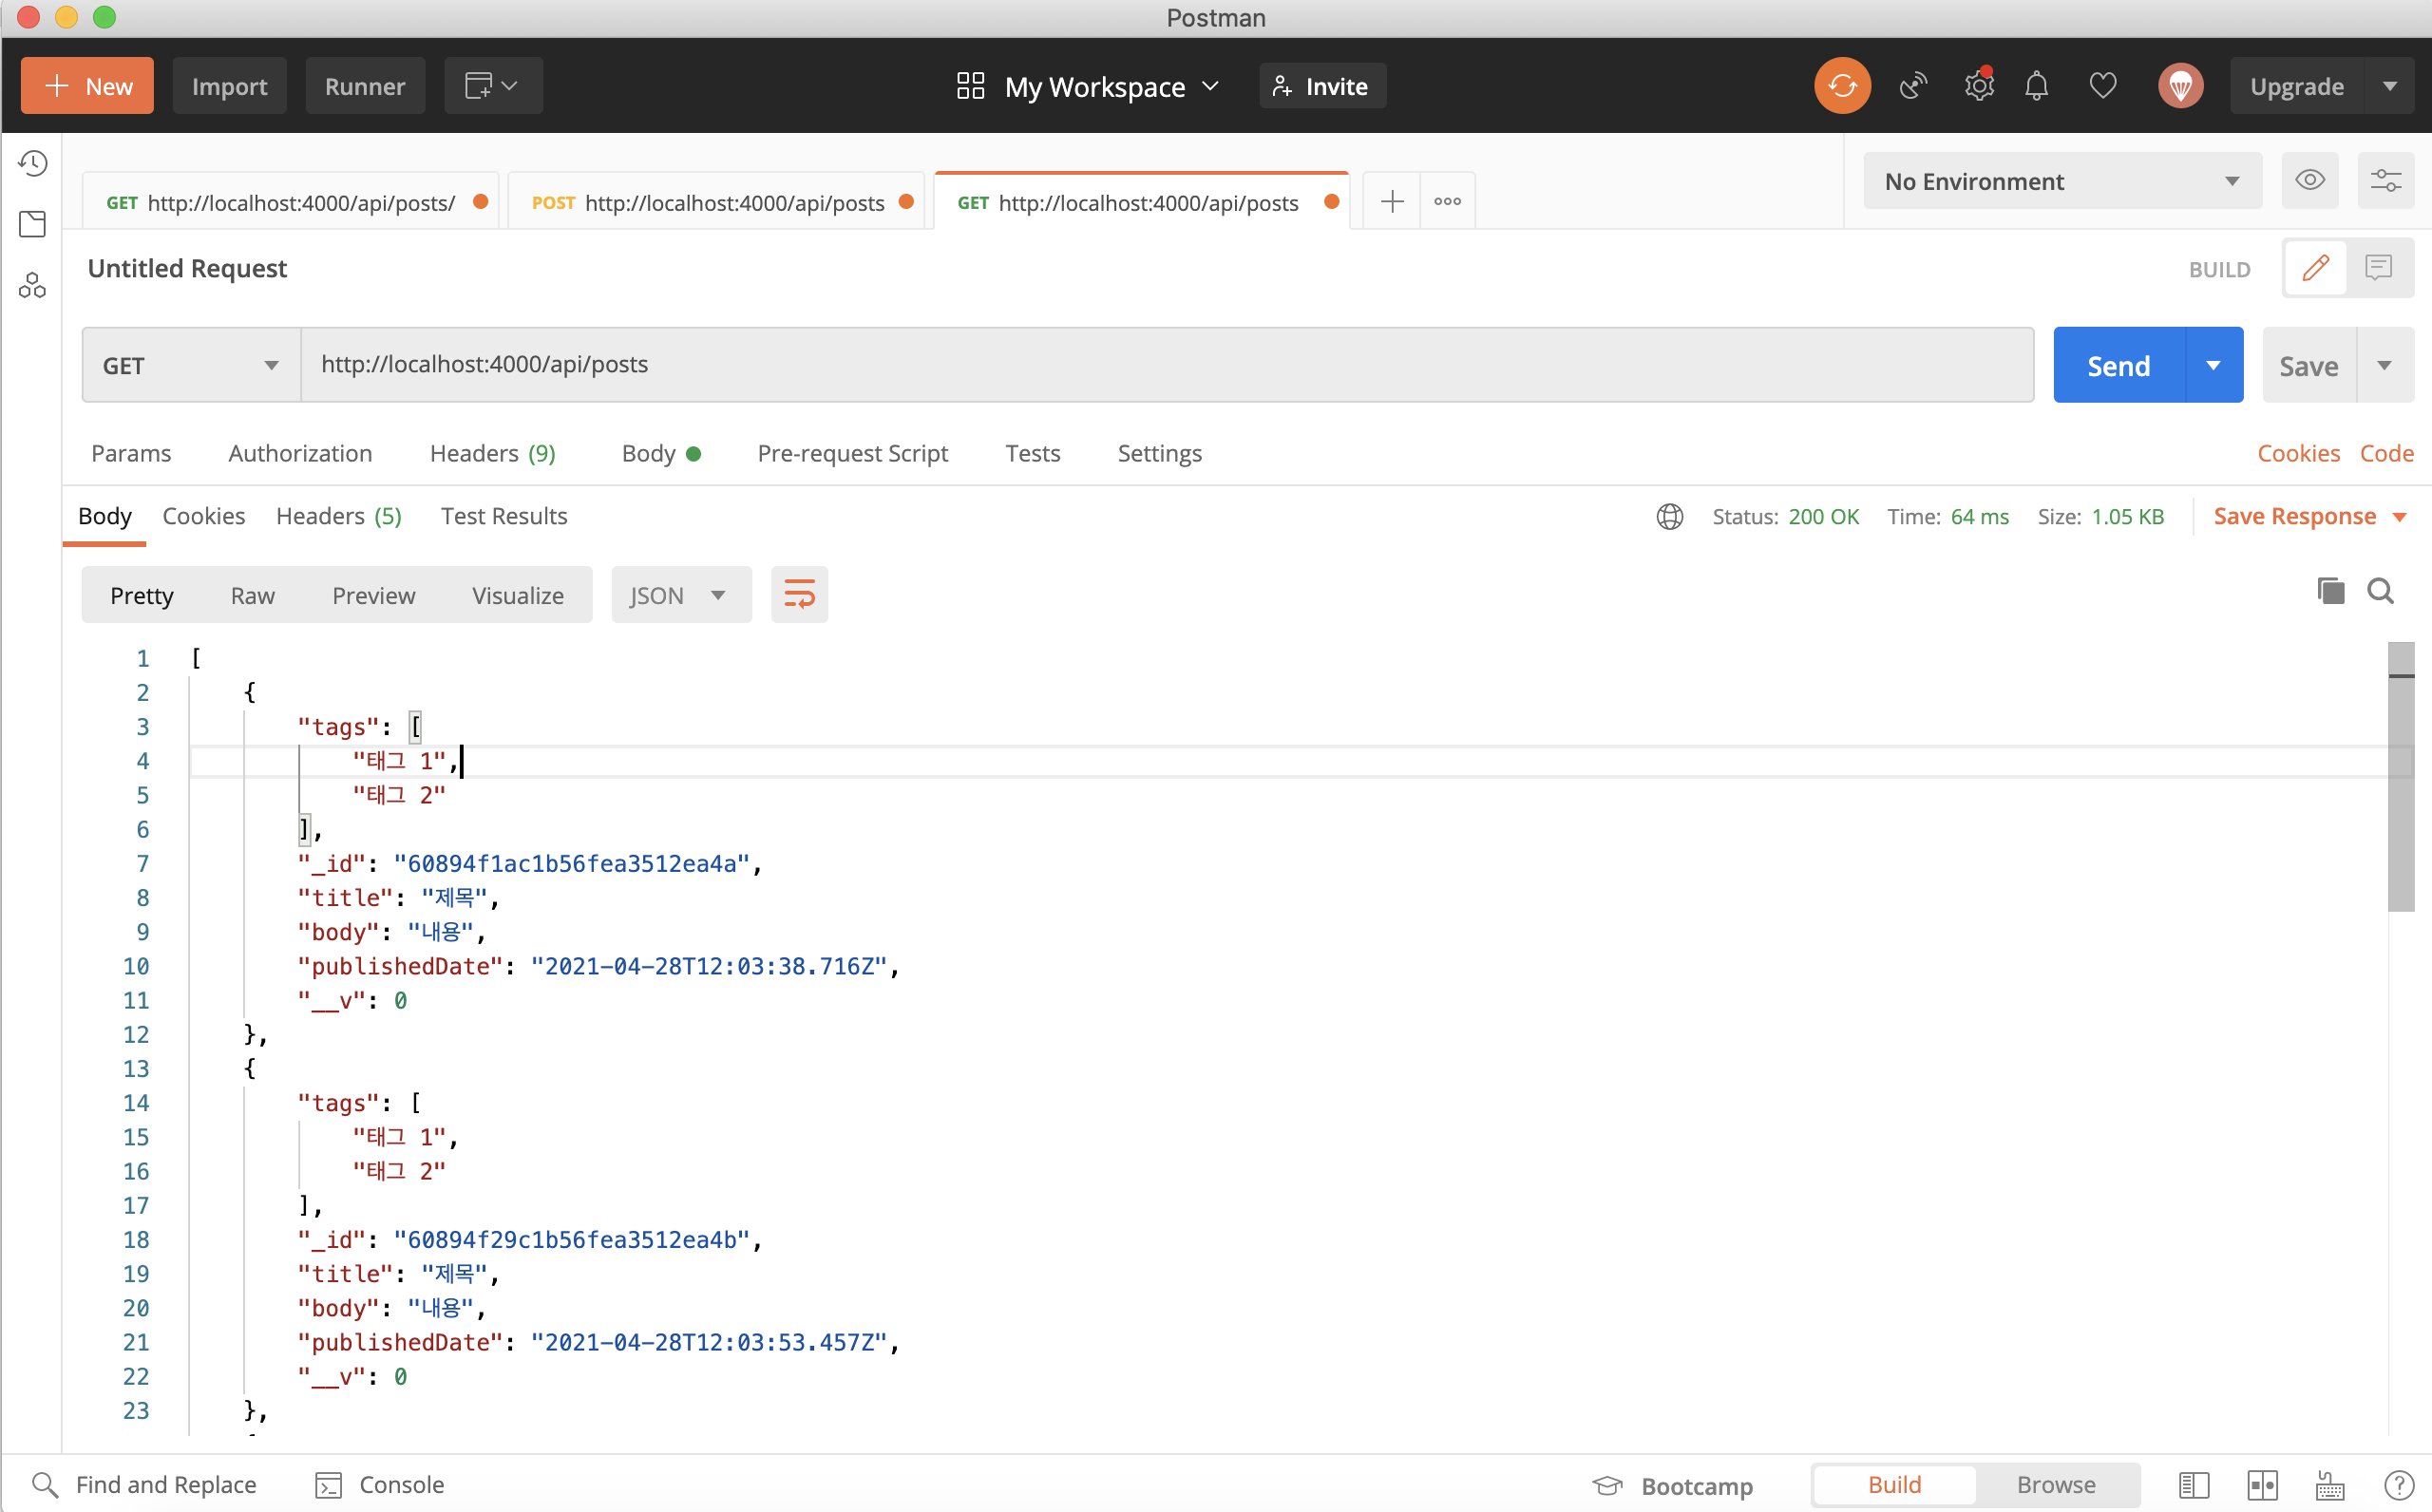 Postman
New Import Runner My Workspace Invite Upgrade
GET http://localhost:4000/api/posts/ POST http://localhost:4000/api/posts GET http://localhost:4000/api/posts No Environment
Untitled Request BUILD
GET http://localhost:4000/api/posts Send Save
Params Authorization Headers (9) Body Pre-request Script Tests Settings Cookies Code
Body Cookies Headers (5) Test Results Status: 200 OK Time: 64 ms Size: 1.05 KB Save Response
Pretty Raw Preview Visualize JSON
1 [
2 {
3 "tags": [
4 "태그 1",
5 "태그 2"
6 ],
7 "_id": "60894f1ac1b56fea3512ea4a",
8 "title": "제목",
9 "body": "내용",
10 "publishedDate": "2021-04-28T12:03:38.716Z",
11 "__v": 0
12 },
13 {
14 "tags": [
15 "태그 1",
16 "태그 2"
17 ],
18 "_id": "60894f29c1b56fea3512ea4b",
19 "title": "제목",
20 "body": "내용",
21 "publishedDate": "2021-04-28T12:03:53.457Z",
22 "__v": 0
23 },
Find and Replace Console Bootcamp Build Browse